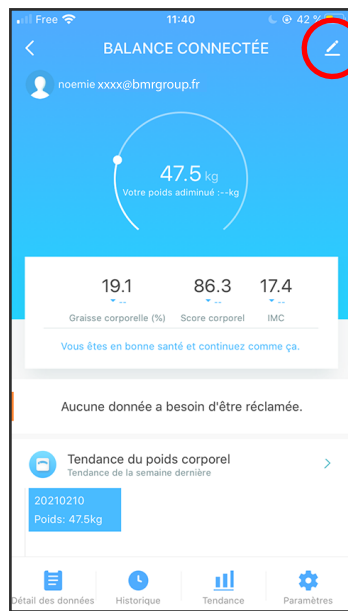 Free 11:40 42 %
BALANCE CONNECTÉE
noemie xxxx@bmrgroup.fr
47.5 kg
Votre poids adiminué :--kg
19.1 86.3 17.4
-- -- --
Graisse corporelle (%) Score corporel IMC
Vous êtes en bonne santé et continuez comme ça.
Aucune donnée a besoin d'être réclamée.
Tendance du poids corporel
Tendance de la semaine dernière
20210210
Poids: 47.5kg
Détail des données Historique Tendance Paramètres